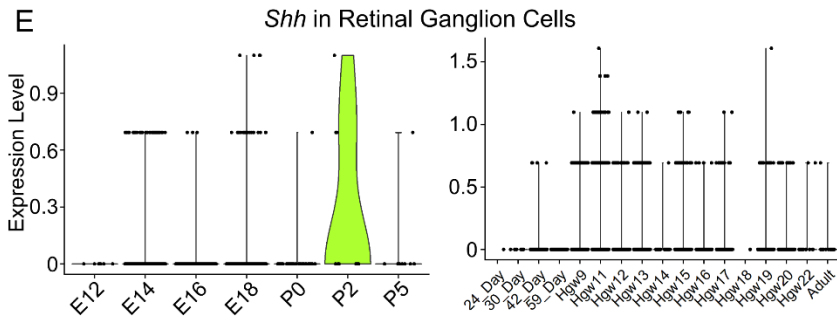 E
Shh in Retinal Ganglion Cells
Expression Level
0.9
0.6
0.3
0
E12
E14
E16
E18
P0
P2
P5
1.5
1.0
0.5
0
24_Day
30_Day
42_Day
59_Day
Hgw9
Hgw11
Hgw12
Hgw13
Hgw14
Hgw15
Hgw16
Hgw17
Hgw18
Hgw19
Hgw20
Hgw22
Adult